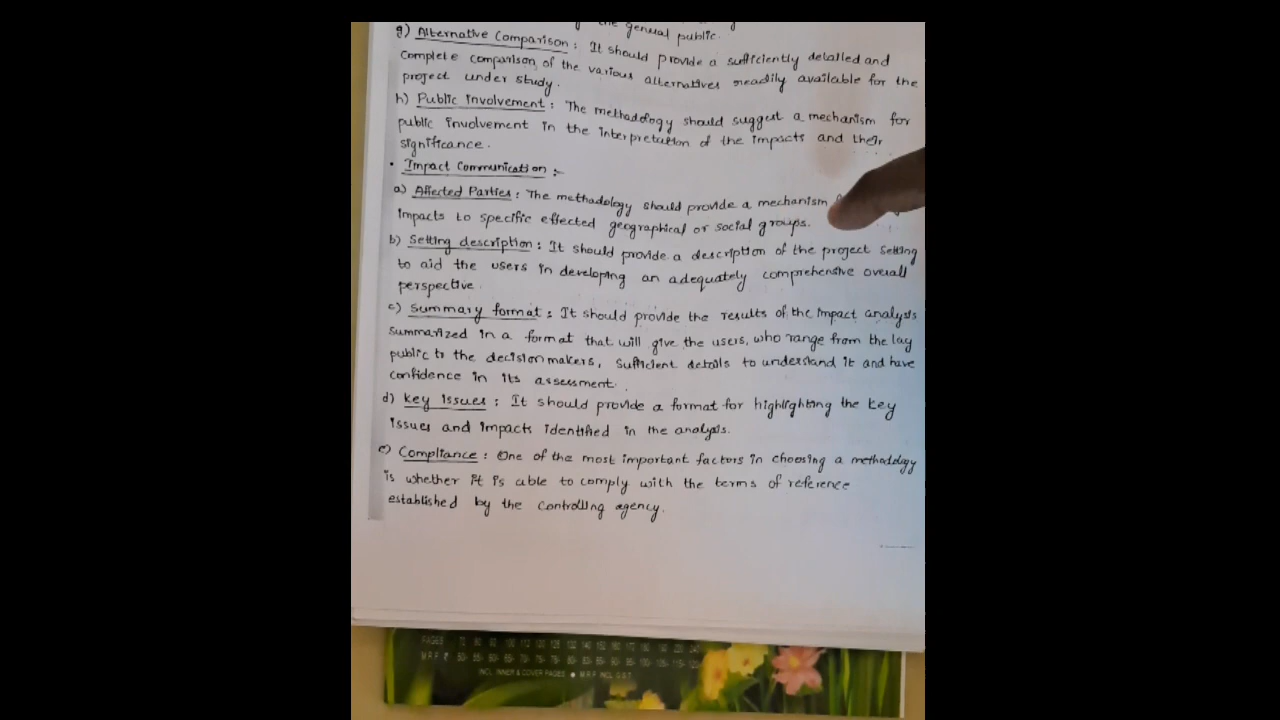 the general public.
g) Alternative Comparison : It should provide a sufficiently detailed and
complete comparison of the various alternatives readily available for the
project under study.
h) Public involvement : The methodology should suggest a mechanism for
public involvement in the interpretation of the impacts and their
significance.
• Impact Communication :-
a) Affected Parties : The methodology should provide a mechanism
impacts to specific effected geographical or social groups.
b) Setting description : It should provide a description of the project setting
to aid the users in developing an adequately comprehensive overall
perspective.
c) Summary format : It should provide the results of the impact analysis
summarized in a format that will give the users, who range from the lay
public to the decision makers, sufficient details to understand it and have
confidence in its assessment.
d) Key issues : It should provide a format for highlighting the key
issues and impacts identified in the analysis.
e) Compliance : One of the most important factors in choosing a methodology
is whether it is able to comply with the terms of reference
established by the controlling agency.
PAGES
M.R.P. ₹
INCL. INNER & COVER PAGES ● M.R.P. INCL. G.S.T.